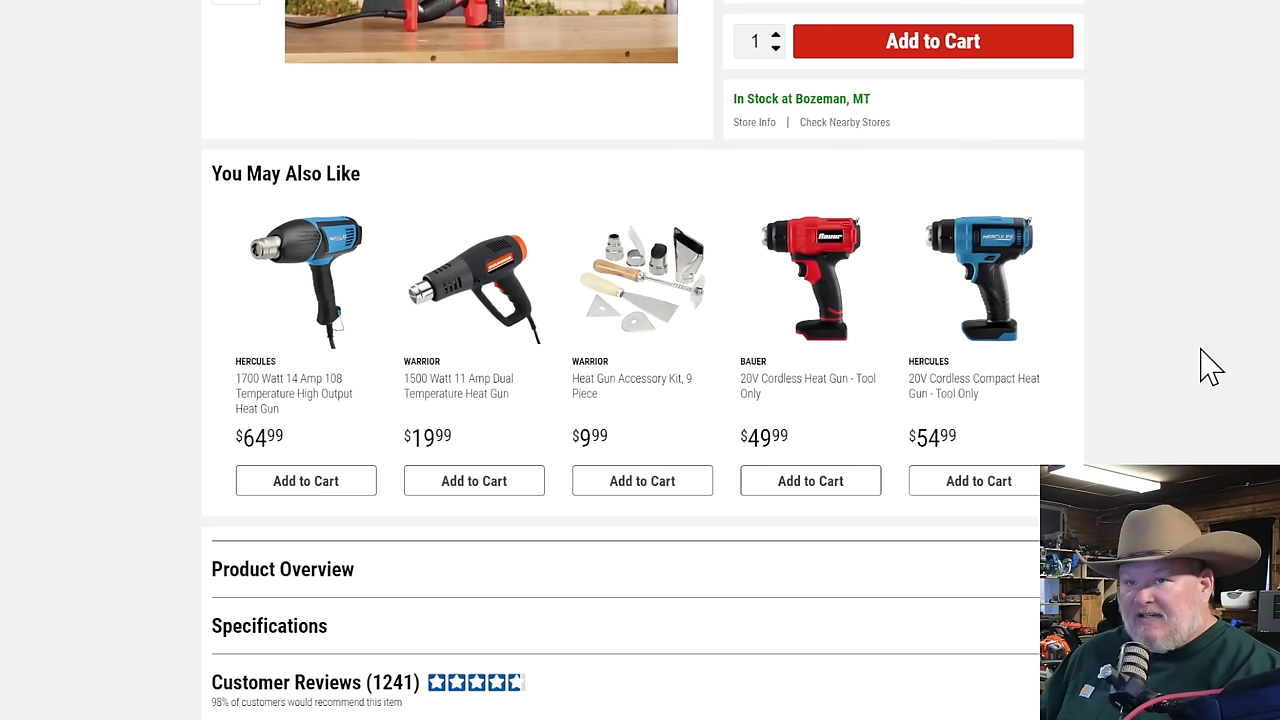 1
Add to Cart
In Stock at Bozeman, MT
Store Info | Check Nearby Stores
You May Also Like
HERCULES
1700 Watt 14 Amp 108
Temperature High Output
Heat Gun
$64.99
Add to Cart
WARRIOR
1500 Watt 11 Amp Dual
Temperature Heat Gun
$19.99
Add to Cart
WARRIOR
Heat Gun Accessory Kit, 9
Piece
$9.99
Add to Cart
Bauer
BAUER
20V Cordless Heat Gun - Tool
Only
$49.99
Add to Cart
HERCULES
HERCULES
20V Cordless Compact Heat
Gun - Tool Only
$54.99
Add to Cart
Product Overview
Specifications
Customer Reviews (1241)
98% of customers would recommend this item